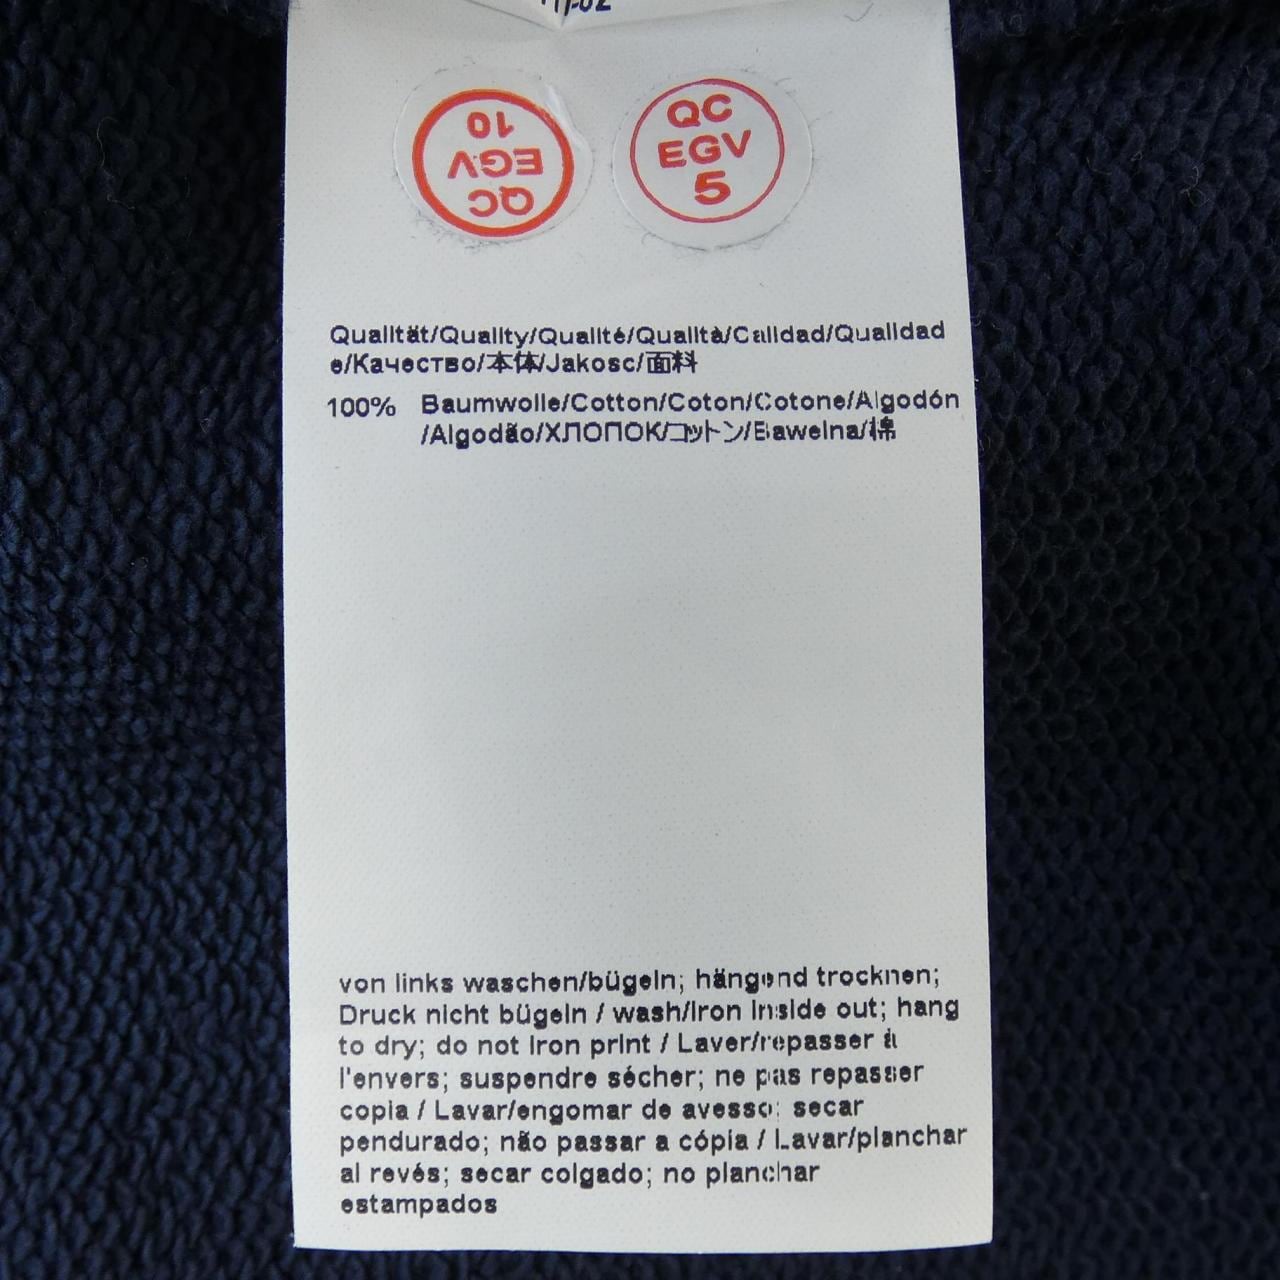 10
EGV
QC
QC
EGV
5
Qualität/Quality/Qualité/Qualità/Calidad/Qualidad
e/Качество/本体/Jakosc/面料
100% Baumwolle/Cotton/Coton/Cotone/Algodón
/Algodão/ХЛОПОК/コットン/Bawelna/棉
von links waschen/bügeln; hängend trocknen;
Druck nicht bügeln / wash/iron inside out; hang
to dry; do not iron print / Laver/repasser à
l'envers; suspendre sécher; ne pas repasser
copia / Lavar/engomar de avesso; secar
pendurado; não passar a cópia / Lavar/planchar
al revés; secar colgado; no planchar
estampados